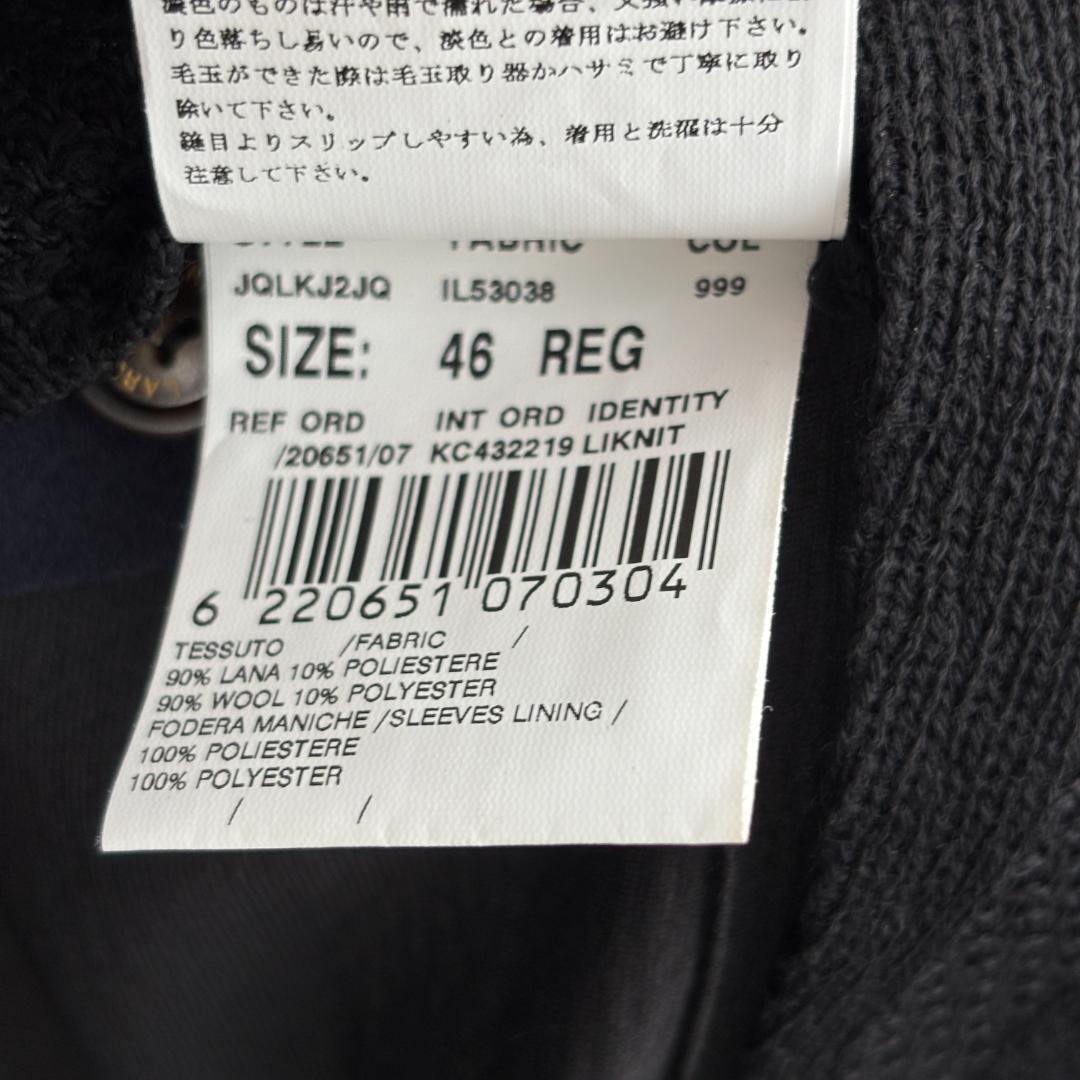 り色落ちし易いので、淡色との着用はお避け下さい。
毛玉ができた際は毛玉取り器かハサミで丁寧に取り
除いて下さい。
縫目よりスリップしやすい為、着用と洗濯は十分
注意して下さい。
STYLE FABRIC COL
JQLKJ2JQ IL53038 999
SIZE: 46 REG
REF ORD INT ORD IDENTITY
/20651/07 KC432219 LIKNIT
6 220651 070304
TESSUTO /FABRIC /
90% LANA 10% POLIESTERE
90% WOOL 10% POLYESTER
FODERA MANICHE /SLEEVES LINING /
100% POLIESTERE
100% POLYESTER
/ /